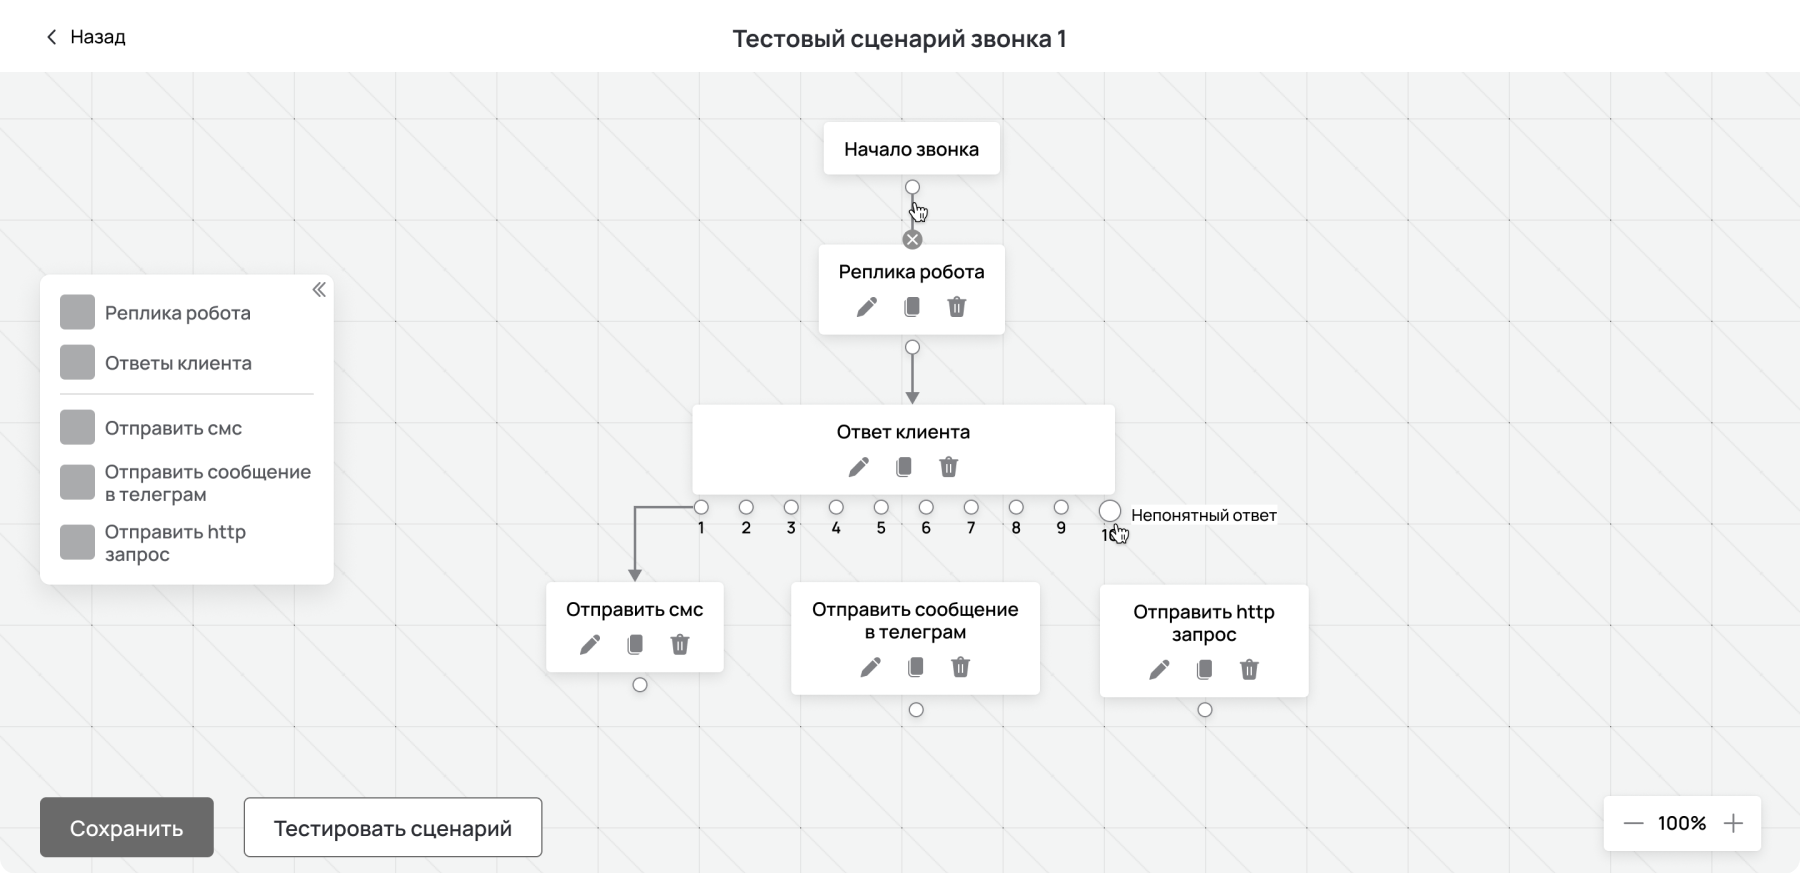 Назад
Тестовый сценарий звонка 1
Начало звонка
Реплика робота
Реплика робота
Ответы клиента
Отправить смс
Отправить сообщение
в телеграм
Отправить http
запрос
Ответ клиента
1 2 3 4 5 6 7 8 9 10
Непонятный ответ
Отправить смс
Отправить сообщение
в телеграм
Отправить http
запрос
Сохранить
Тестировать сценарий
100%